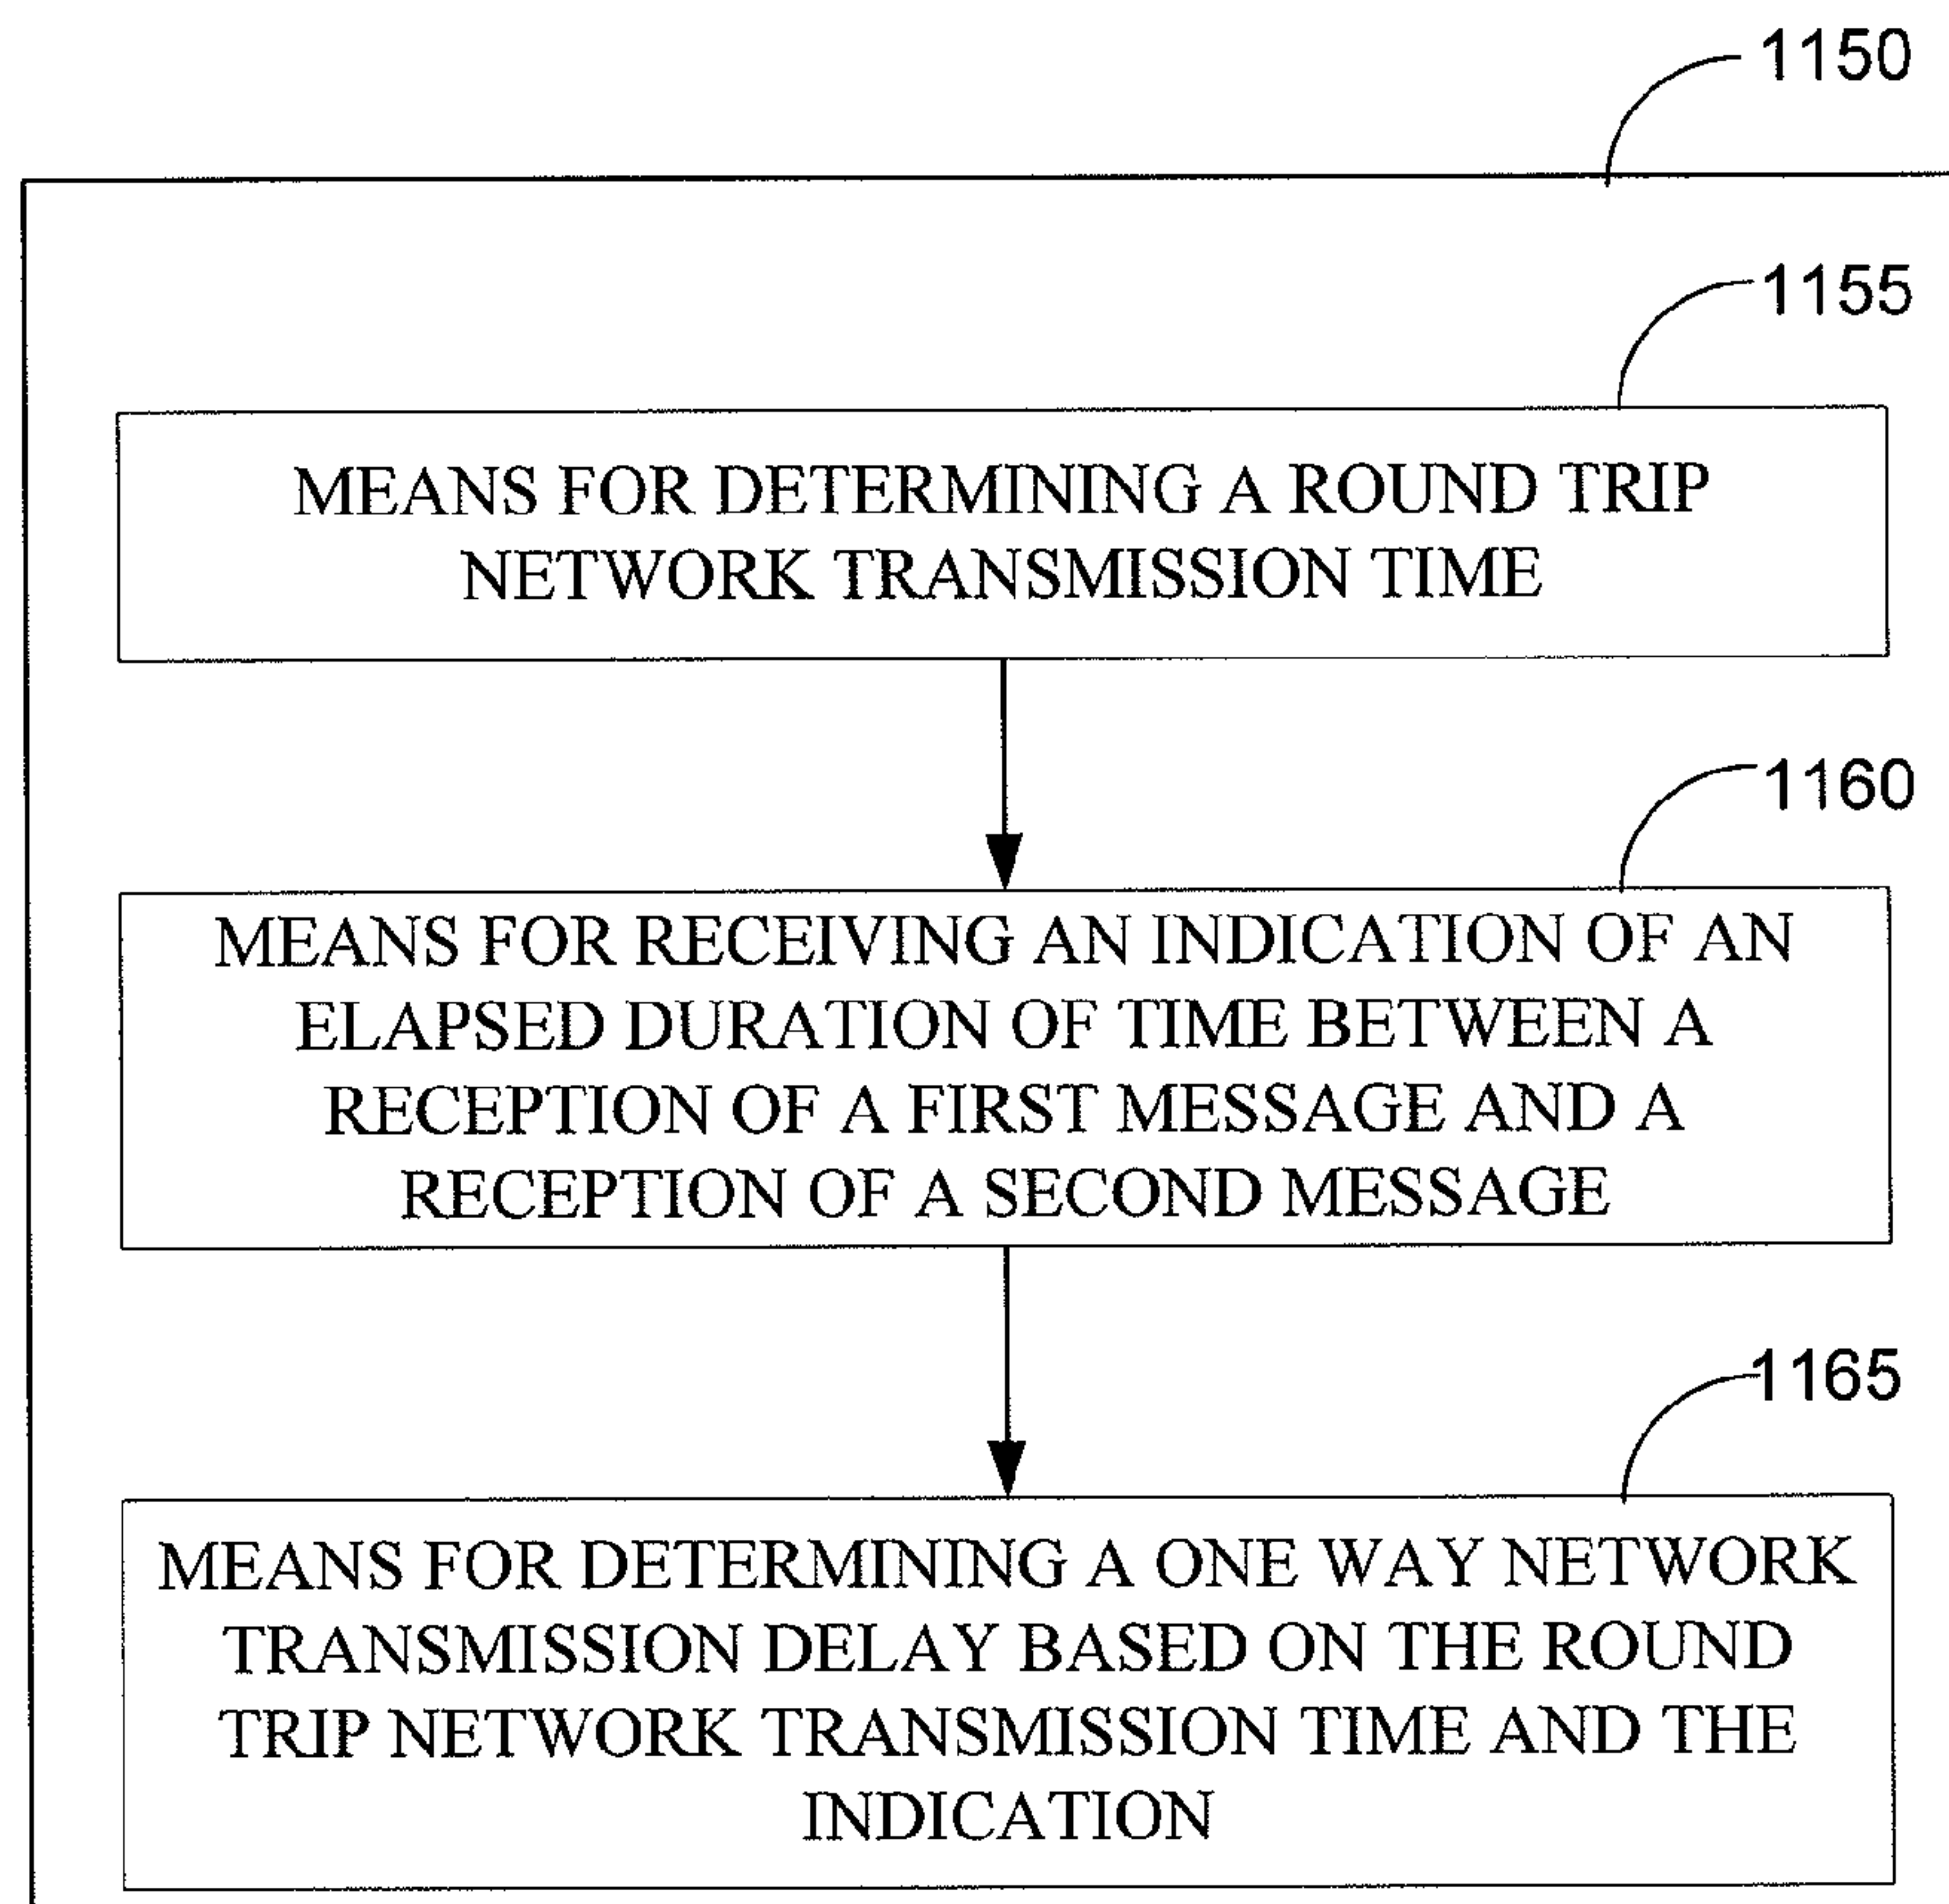 1150
1155
MEANS FOR DETERMINING A ROUND TRIP
NETWORK TRANSMISSION TIME
1160
MEANS FOR RECEIVING AN INDICATION OF AN
ELAPSED DURATION OF TIME BETWEEN A
RECEPTION OF A FIRST MESSAGE AND A
RECEPTION OF A SECOND MESSAGE
1165
MEANS FOR DETERMINING A ONE WAY NETWORK
TRANSMISSION DELAY BASED ON THE ROUND
TRIP NETWORK TRANSMISSION TIME AND THE
INDICATION